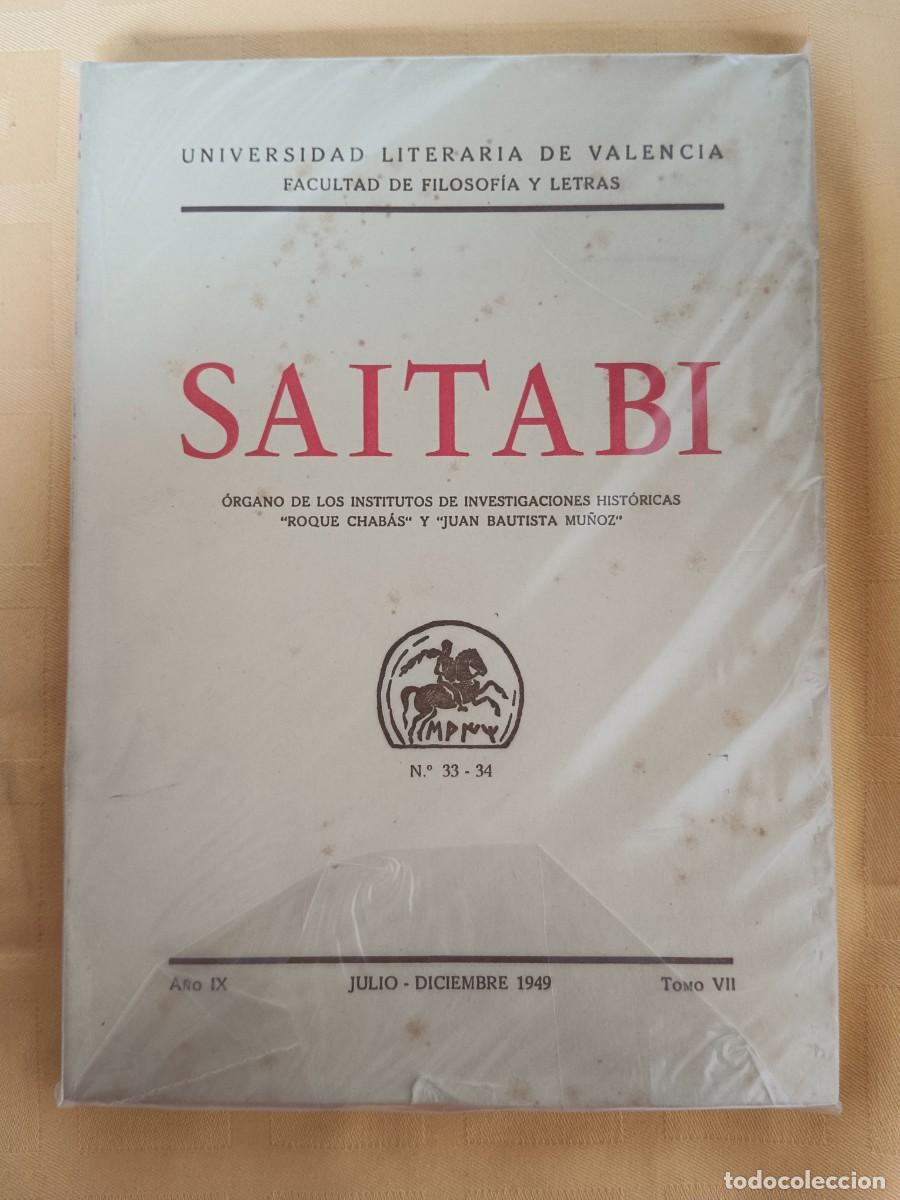 UNIVERSIDAD LITERARIA DE VALENCIA
FACULTAD DE FILOSOFÍA Y LETRAS
SAITABI
ÓRGANO DE LOS INSTITUTOS DE INVESTIGACIONES HISTÓRICAS
"ROQUE CHABÁS" Y "JUAN BAUTISTA MUÑOZ"
N.º 33 - 34
AÑO IX JULIO - DICIEMBRE 1949 TOMO VII
todocoleccion